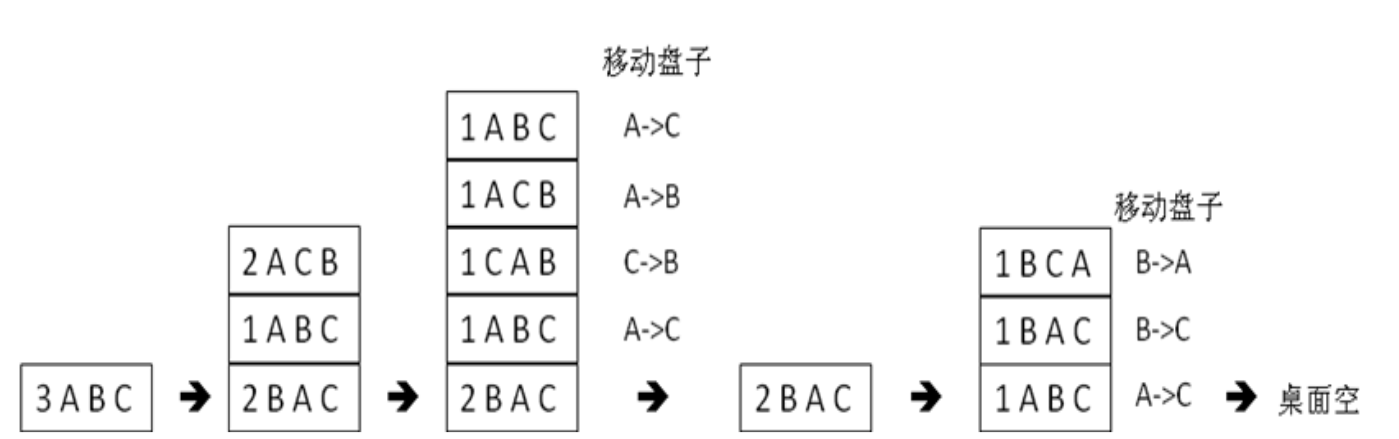 移动盘子
1 A B C A->C
1 A C B A->B
移动盘子
2 A C B 1 C A B C->B 1 B C A B->A
1 A B C 1 A B C A->C 1 B A C B->C
3 A B C 2 B A C 2 B A C 2 B A C 1 A B C A->C 桌面空